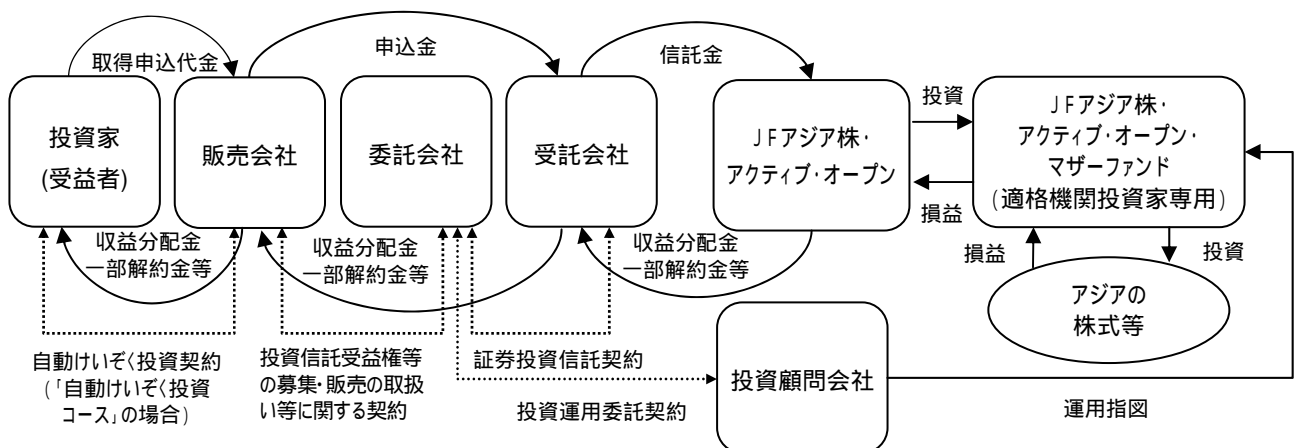 取得申込代金
申込金
信託金
投資家
(受益者)
販売会社
委託会社
受託会社
JFアジア株・
アクティブ・オープン
投資
損益
JFアジア株・
アクティブ・オープン・
マザーファンド
(適格機関投資家専用)
収益分配金
一部解約金等
収益分配金
一部解約金等
収益分配金
一部解約金等
損益
投資
アジアの
株式等
自動けいぞく投資契約
(「自動けいぞく投資
コース」の場合)
投資信託受益権等
の募集・販売の取扱
い等に関する契約
証券投資信託契約
投資運用委託契約
投資顧問会社
運用指図